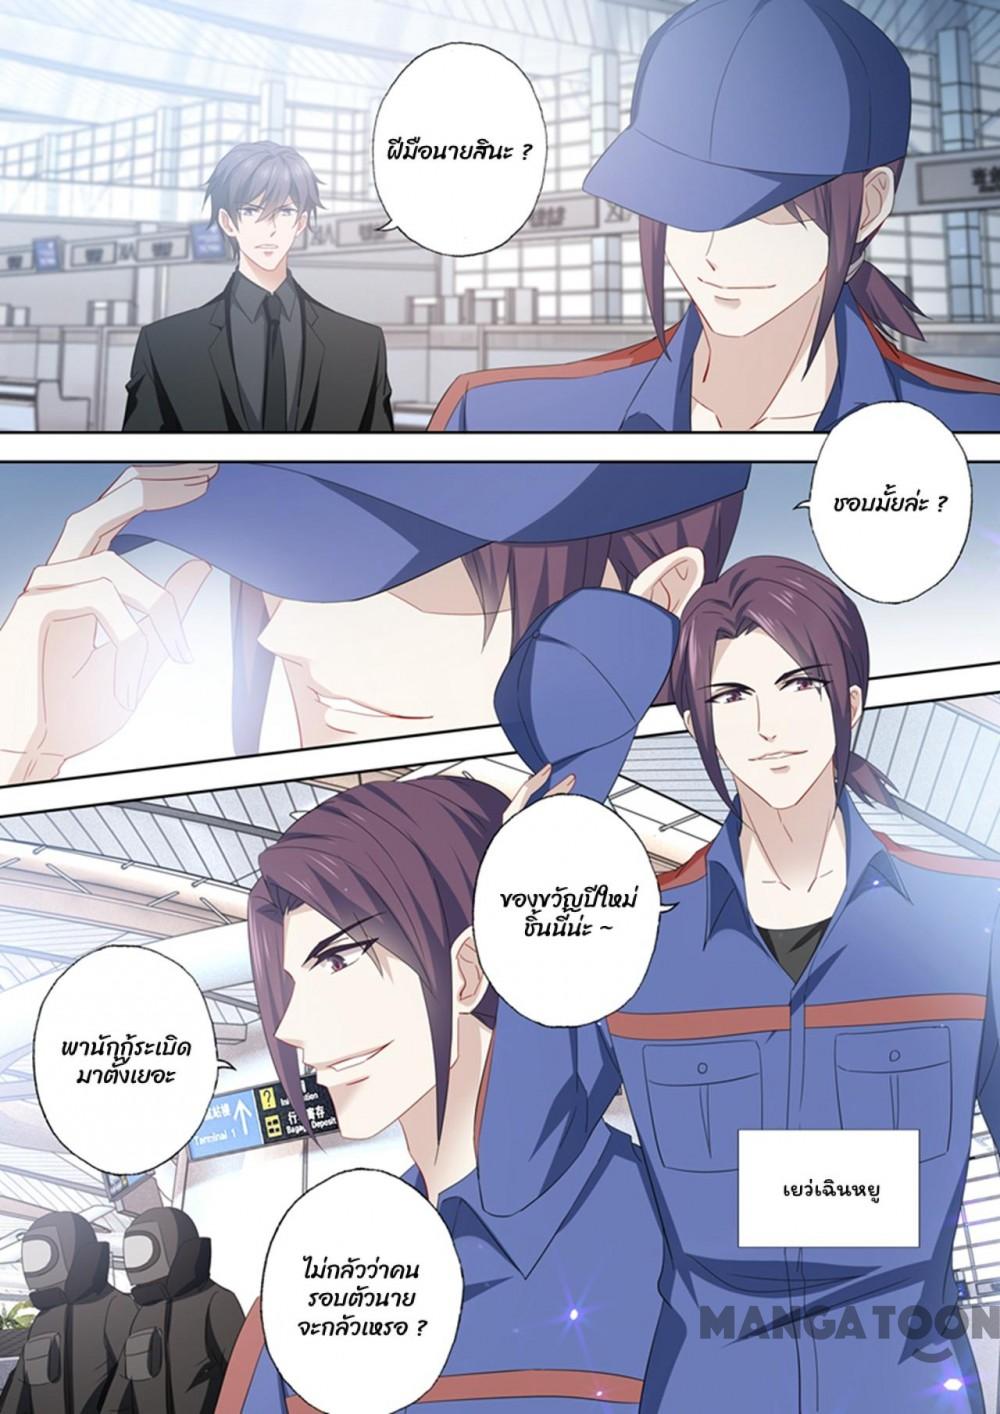 ฝีมือนายสินะ ?
ชอบมั้ยล่ะ ?
ของขวัญปีใหม่
ชิ้นนี้น่ะ ~
พานักกู้ระเบิด
มาตั้งเยอะ
เยว่เฉินหยู
ไม่กลัวว่าคน
รอบตัวนาย
จะกลัวเหรอ ?
Terminal 1
?
Baggage Deposit
MANGATOON